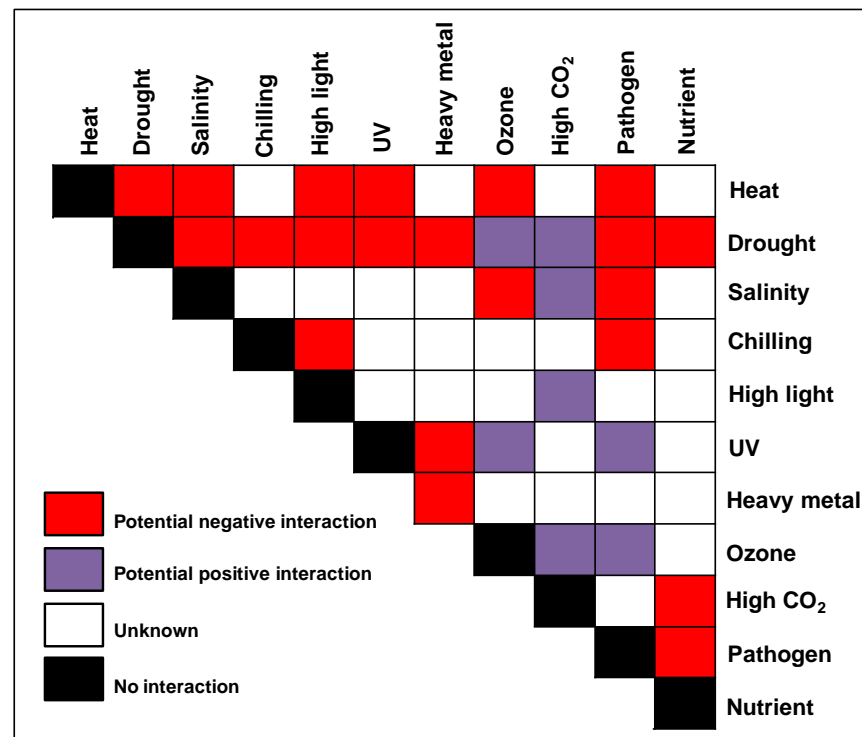 Heat
Drought
Salinity
Chilling
High light
UV
Heavy metal
Ozone
High CO₂
Pathogen
Nutrient
Heat
Drought
Salinity
Chilling
High light
UV
Heavy metal
Ozone
High CO₂
Pathogen
Nutrient
Potential negative interaction
Potential positive interaction
Unknown
No interaction